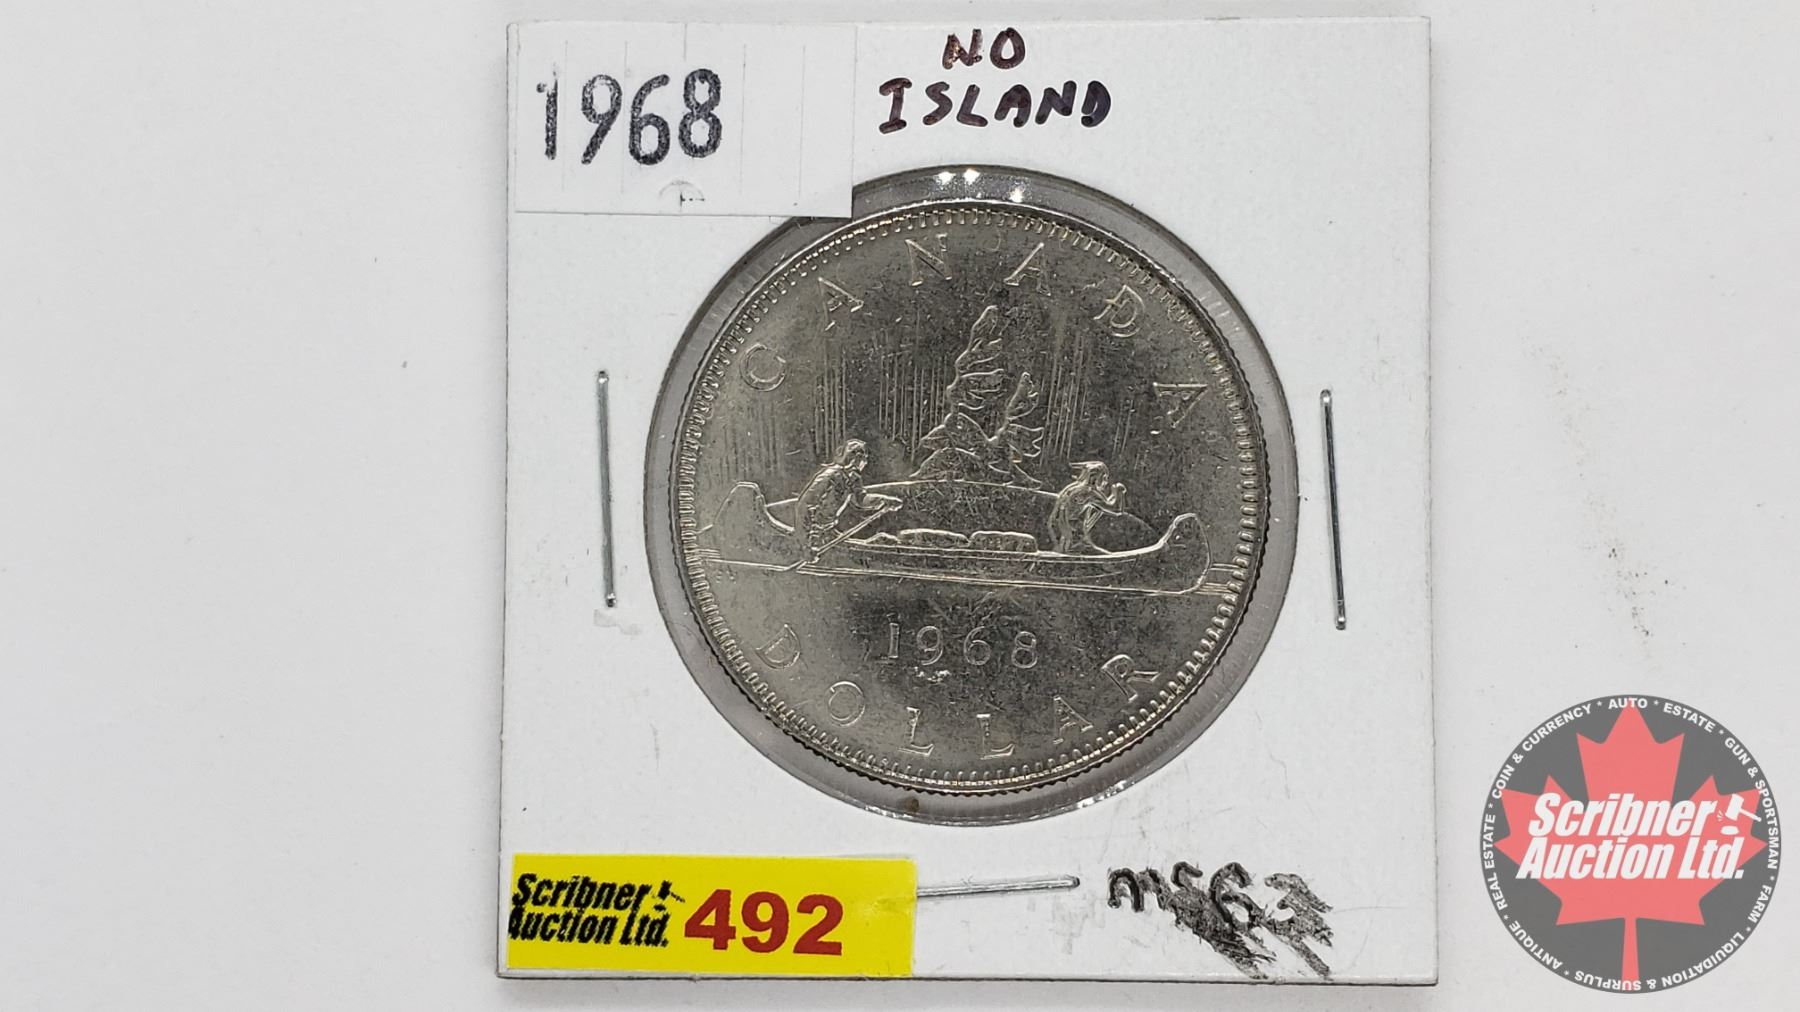 1968
NO
ISLAND
CANADA
1968
DOLLAR
Scribner
Auction Ltd.
492
MS63
REAL ESTATE * COIN & CURRENCY * AUTO * ESTATE * GUN & SPORTSMAN * FARM * LIQUIDATION & SURPLUS * ANTIQUE *
Scribner
Auction Ltd.